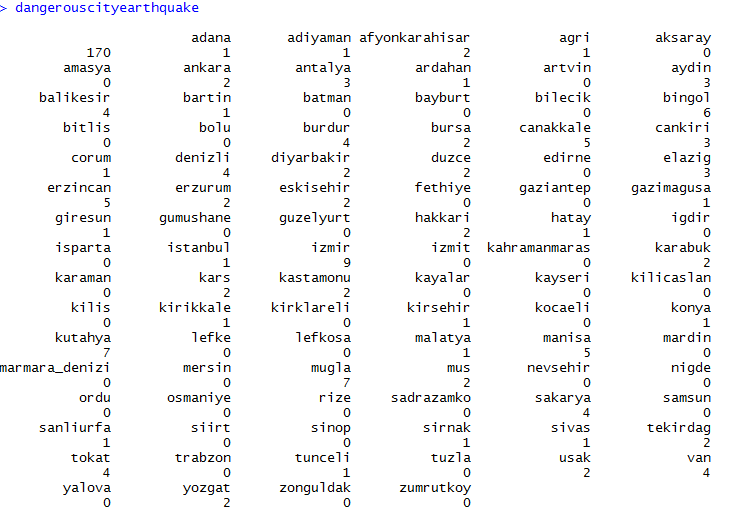 > dangerouscityearthquake
adana adiyaman afyonkarahisar agri aksaray
170 1 1 2 1 0
amasya ankara antalya ardahan artvin aydin
0 2 3 1 0 3
balikesir bartin batman bayburt bilecik bingol
4 1 0 0 0 6
bitlis bolu burdur bursa canakkale cankiri
0 0 4 2 5 3
corum denizli diyarbakir duzce edirne elazig
1 4 2 2 0 3
erzincan erzurum eskisehir fethiye gaziantep gazimagusa
5 2 2 0 0 1
giresun gumushane guzelyurt hakkari hatay igdir
1 0 0 2 1 0
isparta istanbul izmir izmit kahramanmaras karabuk
0 1 9 0 0 2
karaman kars kastamonu kayalar kayseri kilicaslan
0 2 2 0 0 0
kilis kirikkale kirklareli kirsehir kocaeli konya
0 1 0 1 0 1
kutahya lefke lefkosa malatya manisa mardin
7 0 0 1 5 0
marmara_denizi mersin mugla mus nevsehir nigde
0 0 7 2 0 0
ordu osmaniye rize sadrazamko sakarya samsun
0 0 0 0 4 0
sanliurfa siirt sinop sirnak sivas tekirdag
1 0 0 1 1 2
tokat trabzon tunceli tuzla usak van
4 0 1 0 2 4
yalova yozgat zonguldak zumrutkoy
0 2 0 0